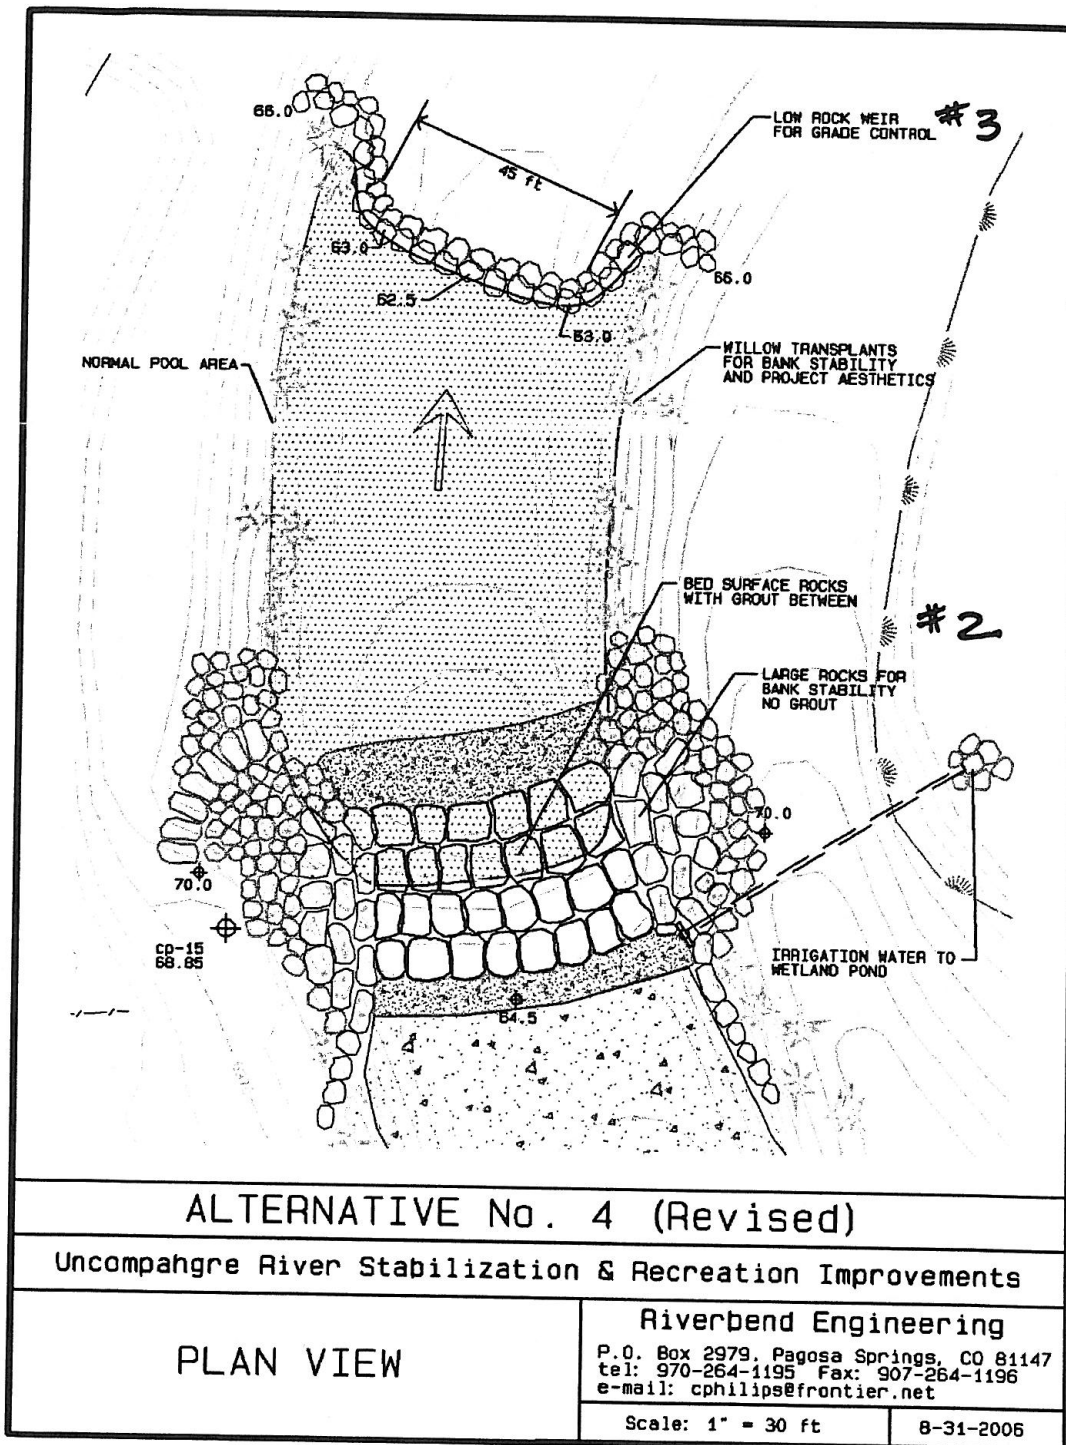 66.0
LOW ROCK WEIR
FOR GRADE CONTROL
#3
45 ft
63.0
62.5
63.0
66.0
NORMAL POOL AREA
WILLOW TRANSPLANTS
FOR BANK STABILITY
AND PROJECT AESTHETICS
BED SURFACE ROCKS
WITH GROUT BETWEEN
#2
LARGE ROCKS FOR
BANK STABILITY
NO GROUT
70.0
70.0
CD-15
68.85
IRRIGATION WATER TO
WETLAND POND
64.5
ALTERNATIVE No. 4 (Revised)
Uncompahgre River Stabilization & Recreation Improvements
PLAN VIEW
Riverbend Engineering
P.O. Box 2979, Pagosa Springs, CO 81147
tel: 970-264-1195 Fax: 907-264-1196
e-mail: cphilips@frontier.net
Scale: 1" = 30 ft
8-31-2006